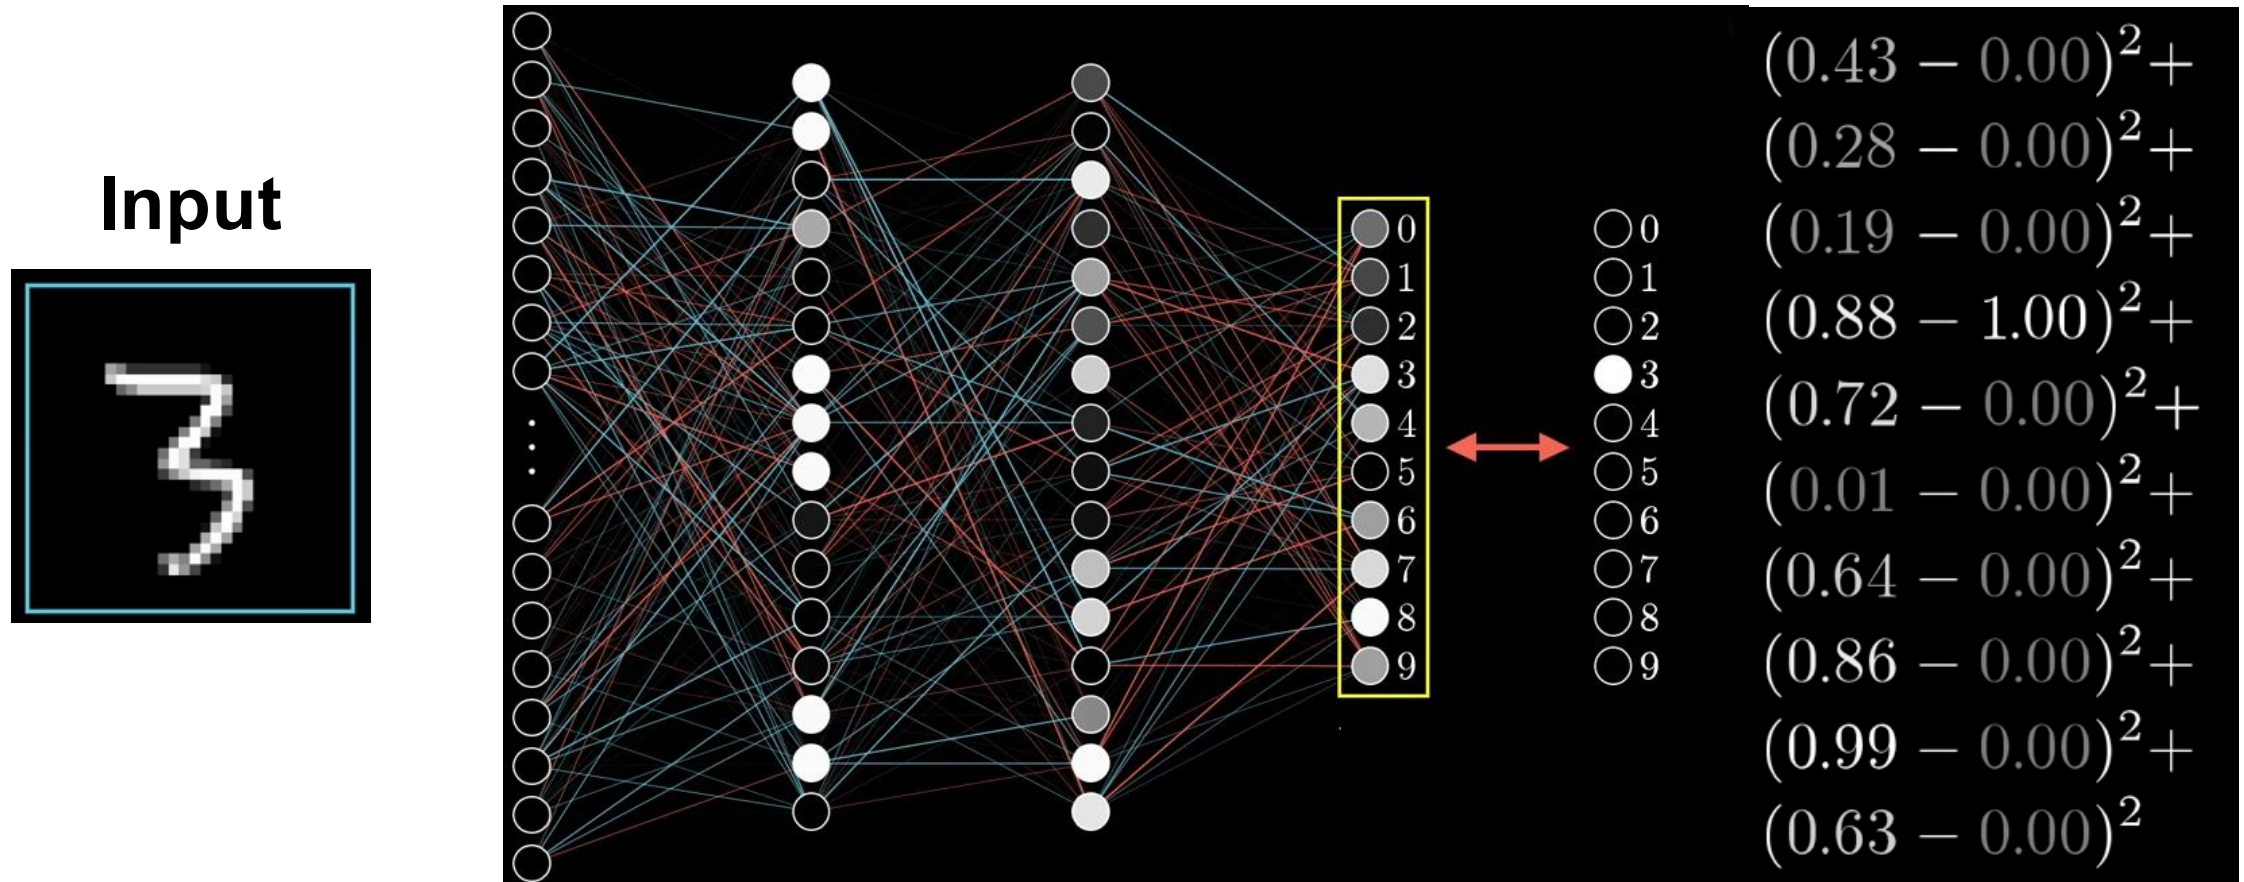 Input
0
1
2
3
4
5
6
7
8
9
0
1
2
3
4
5
6
7
8
9
(0.43 − 0.00)²+
(0.28 − 0.00)²+
(0.19 − 0.00)²+
(0.88 − 1.00)²+
(0.72 − 0.00)²+
(0.01 − 0.00)²+
(0.64 − 0.00)²+
(0.86 − 0.00)²+
(0.99 − 0.00)²+
(0.63 − 0.00)²
3